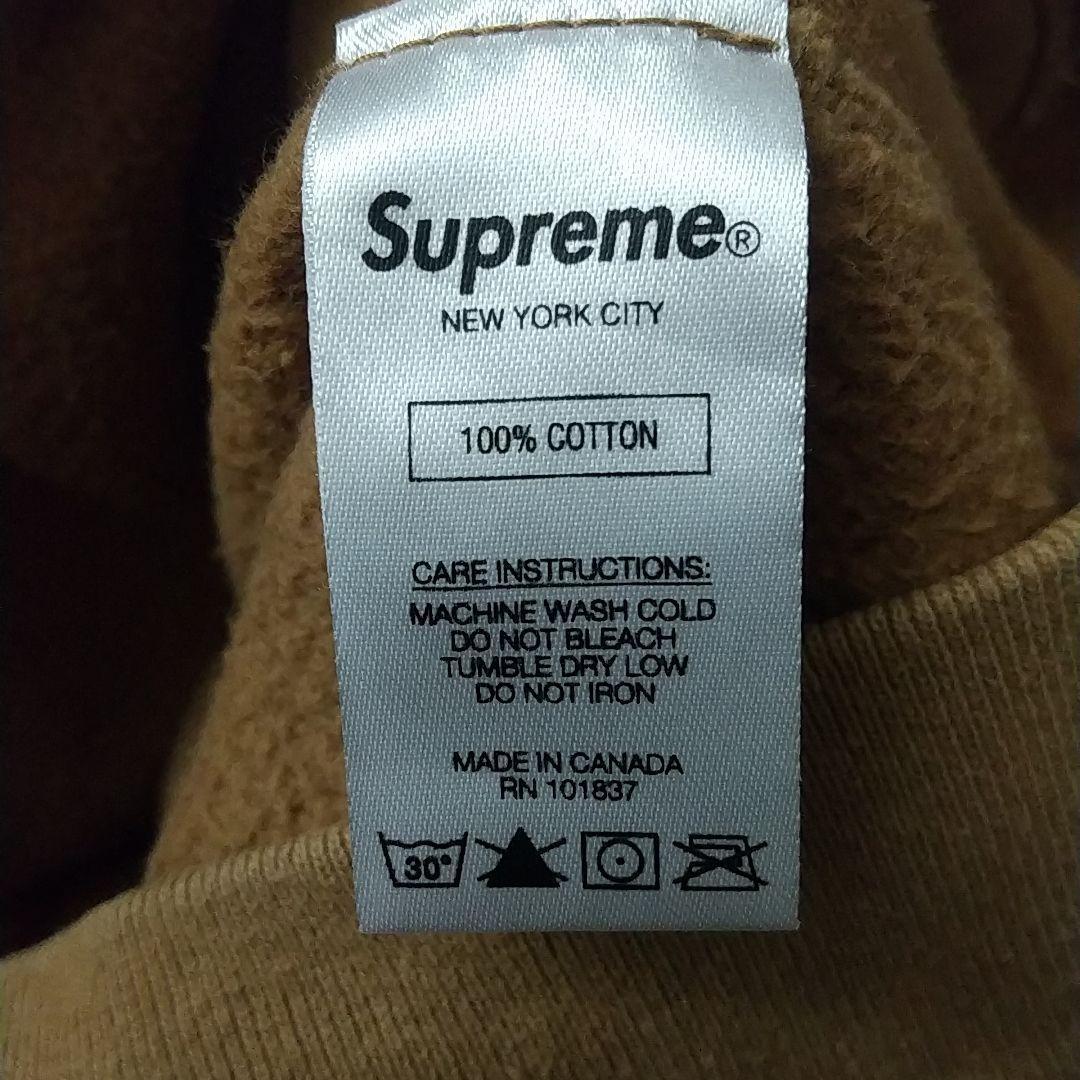 Supreme®
NEW YORK CITY
100% COTTON
CARE INSTRUCTIONS:
MACHINE WASH COLD
DO NOT BLEACH
TUMBLE DRY LOW
DO NOT IRON
MADE IN CANADA
RN 101837
30°